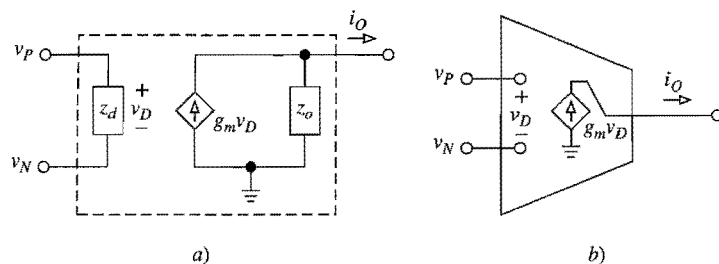 v_P
z_d
+
v_D
−
v_N
g_m v_D
z_o
i_O
a)
v_P
+
v_D
−
v_N
g_m v_D
i_O
b)